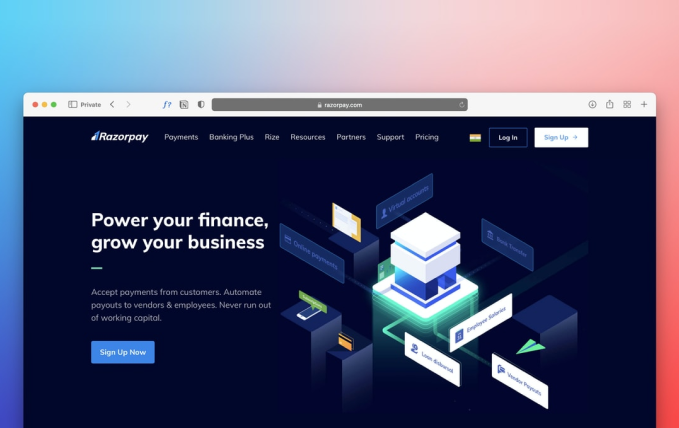 Private
f?
razorpay.com
Razorpay
Payments
Banking Plus
Rize
Resources
Partners
Support
Pricing
Log In
Sign Up →
Power your finance,
grow your business
Accept payments from customers. Automate
payouts to vendors & employees. Never run out
of working capital.
Sign Up Now
Virtual accounts
Online payments
Bank Transfer
Employee Salaries
Loan disbursal
Vendor Payouts